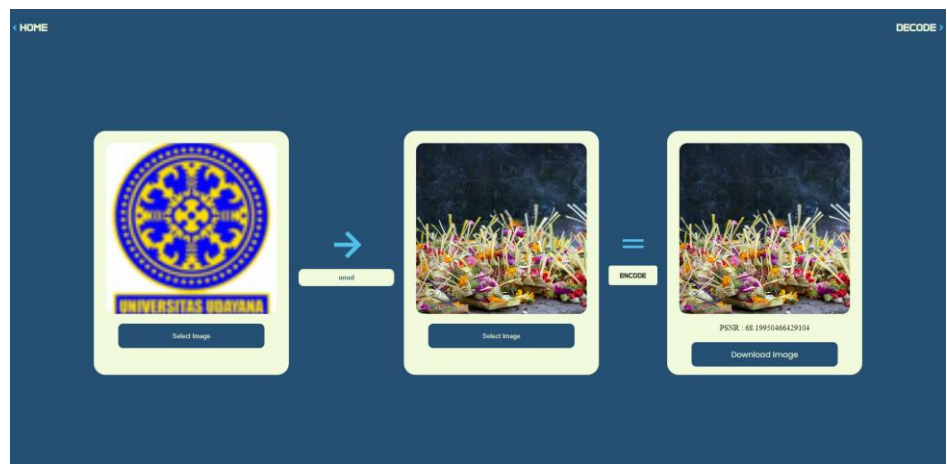 ‹ HOME
DECODE ›
UNIVERSITAS UDAYANA
Select Image
unud
Select Image
ENCODE
PSNR : 68.19950466429104
Download Image